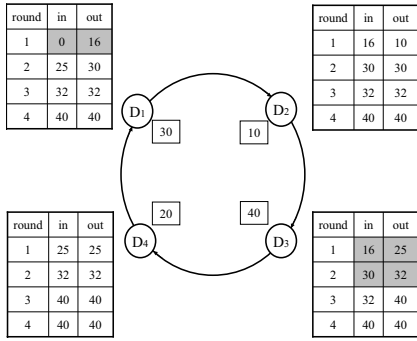 round in out
1 0 16
2 25 30
3 32 32
4 40 40
round in out
1 16 10
2 30 30
3 32 32
4 40 40
D1
30
D2
10
D4
20
D3
40
round in out
1 25 25
2 32 32
3 40 40
4 40 40
round in out
1 16 25
2 30 32
3 32 40
4 40 40